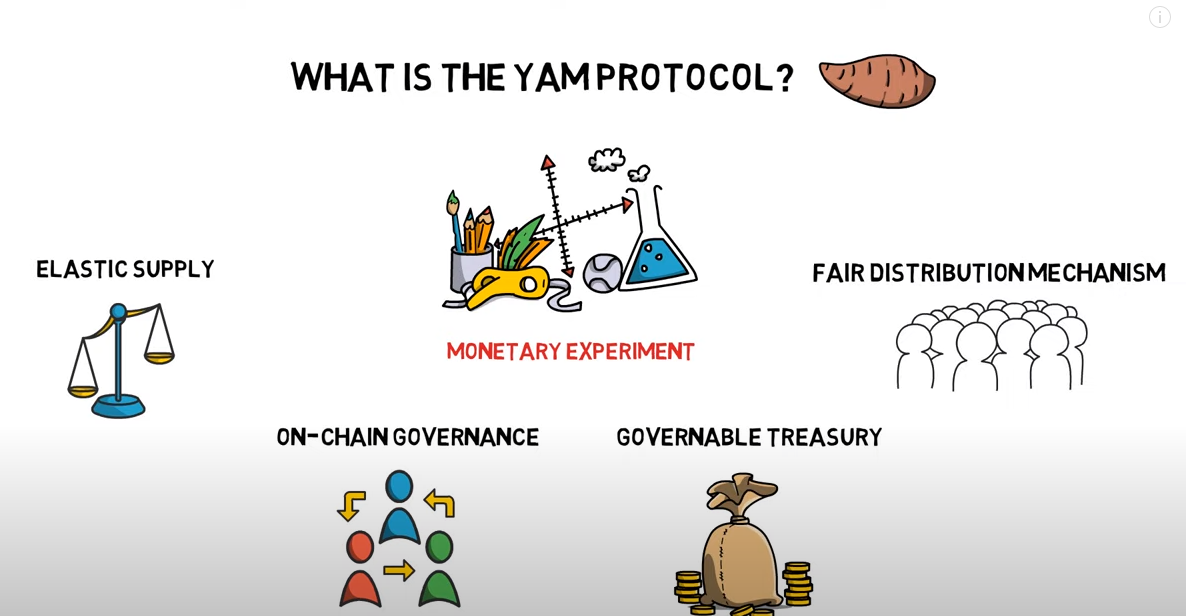 WHAT IS THE YAM PROTOCOL?
ELASTIC SUPPLY
MONETARY EXPERIMENT
FAIR DISTRIBUTION MECHANISM
ON-CHAIN GOVERNANCE
GOVERNABLE TREASURY